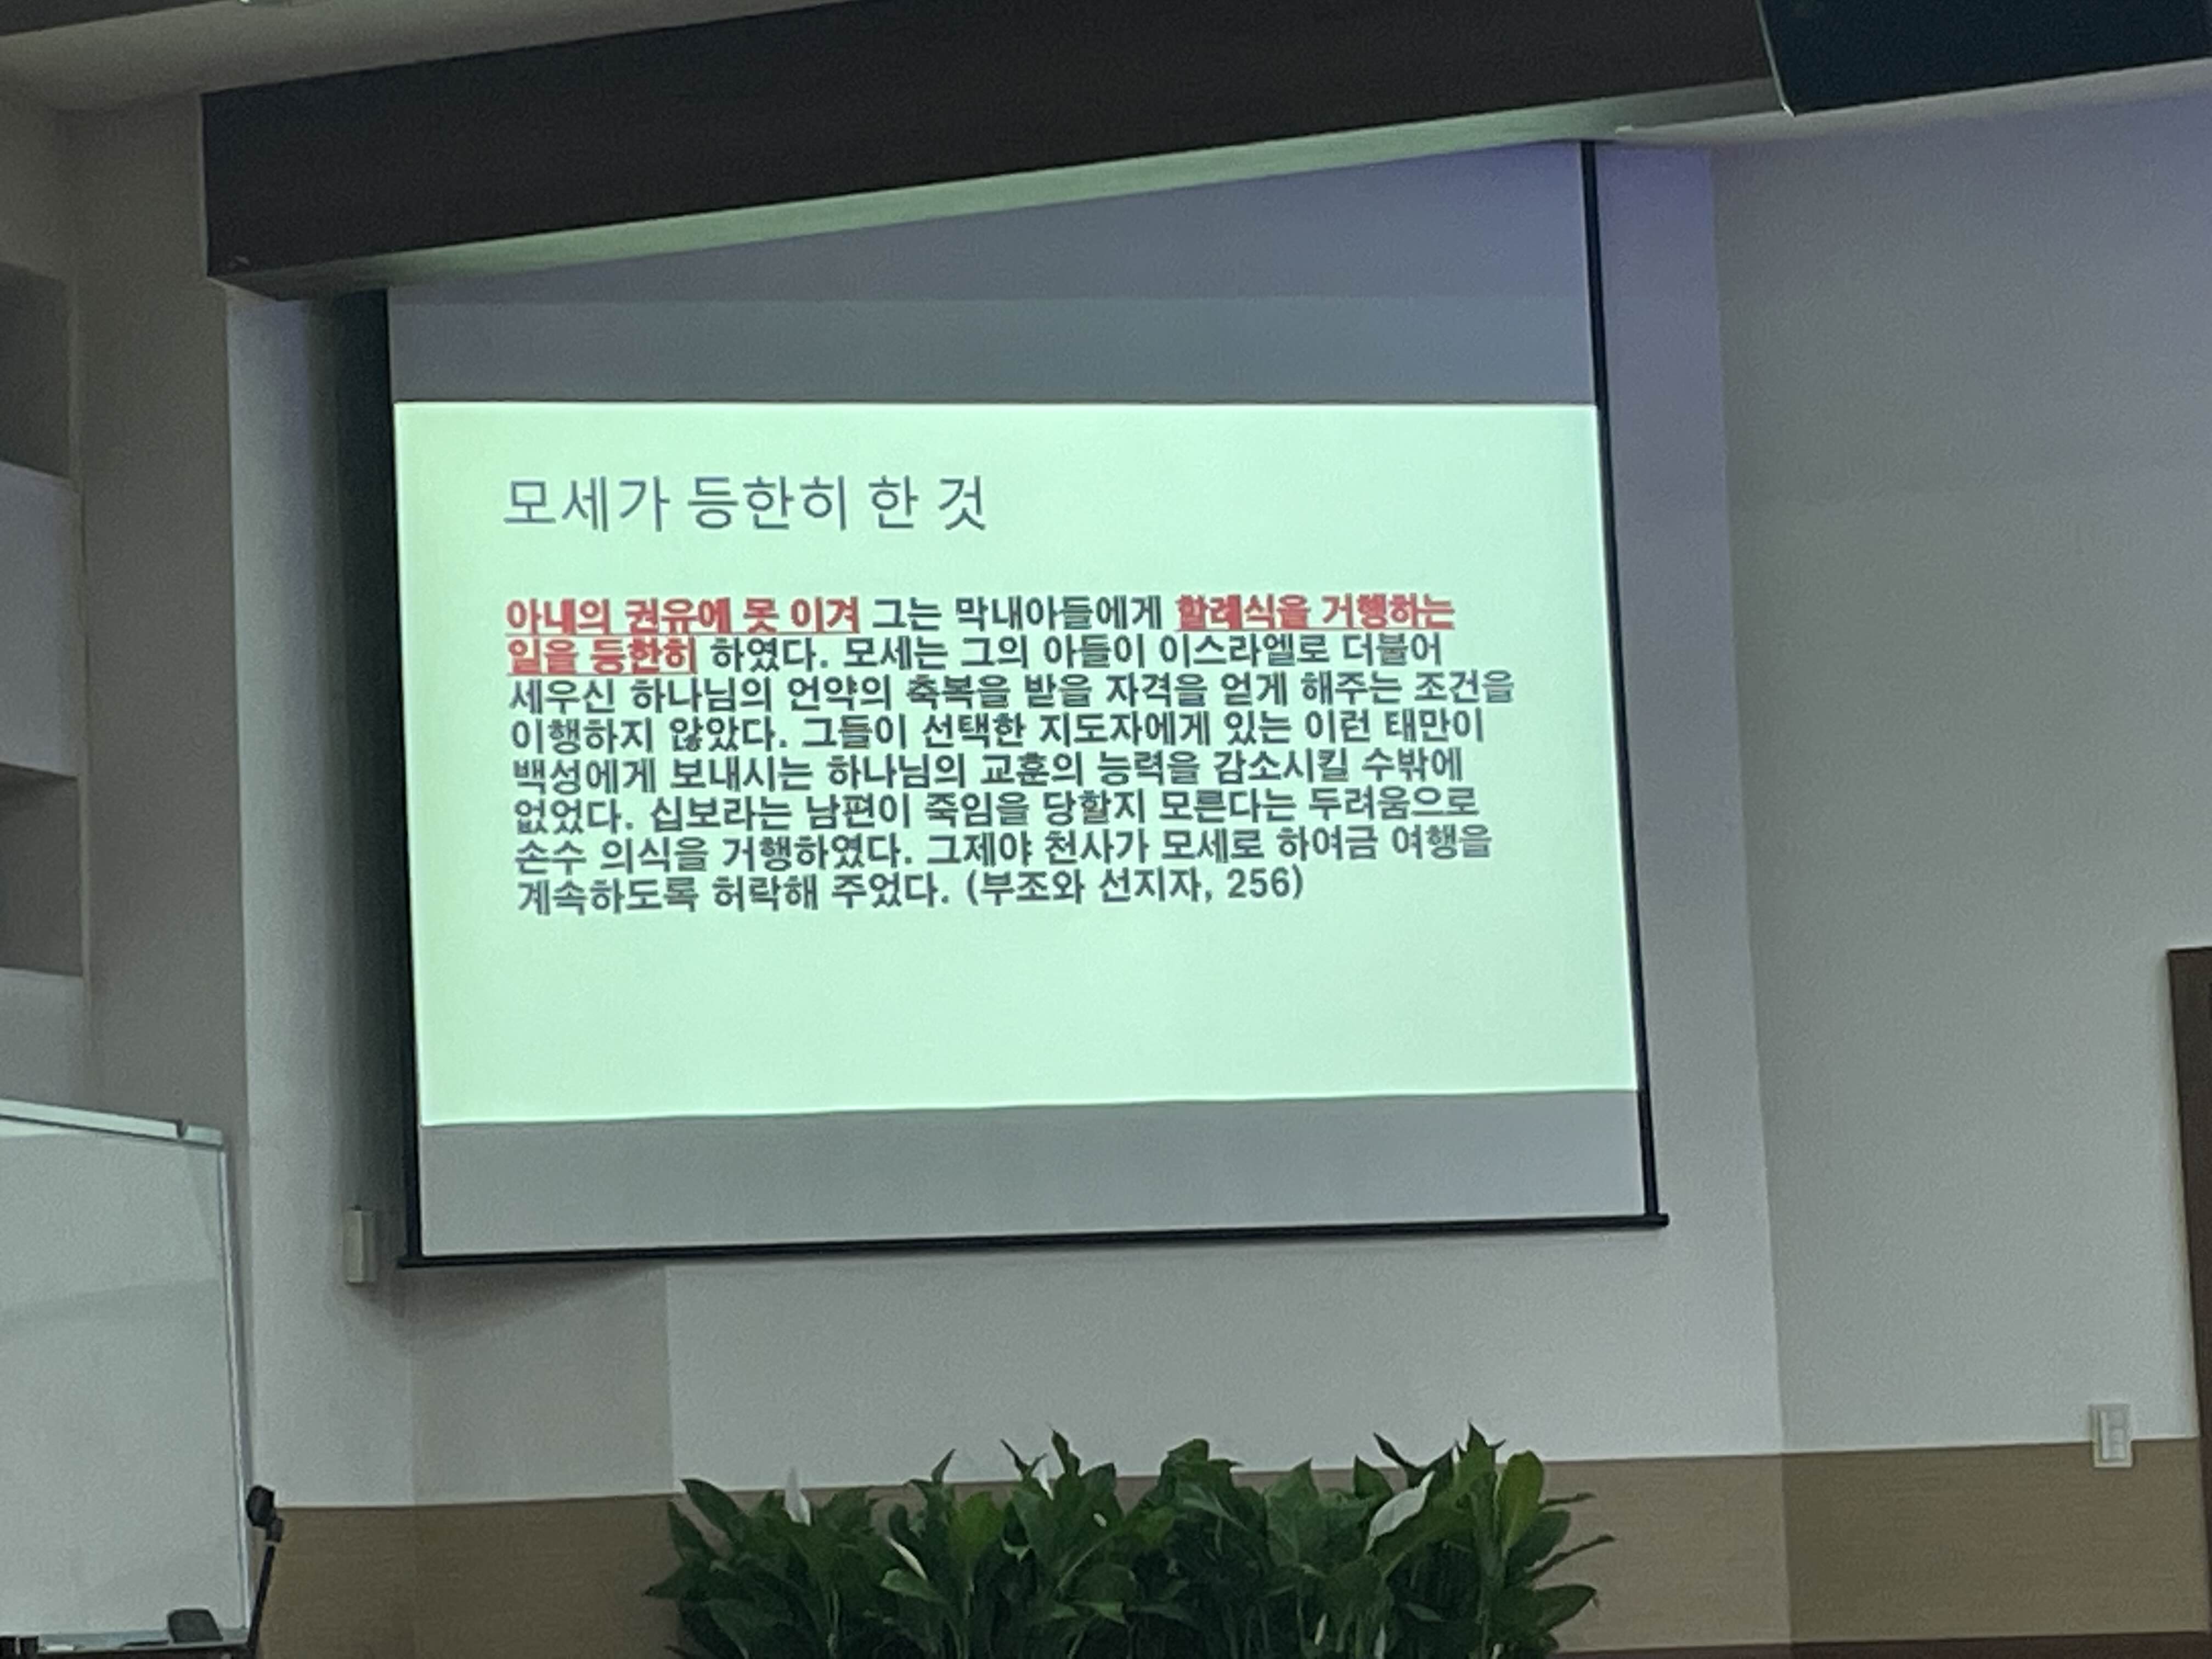 모세가 등한히 한 것
아내의 권유에 못 이겨 그는 막내아들에게 할례식을 거행하는
일을 등한히 하였다. 모세는 그의 아들이 이스라엘로 더불어
세우신 하나님의 언약의 축복을 받을 자격을 얻게 해주는 조건을
이행하지 않았다. 그들이 선택한 지도자에게 있는 이런 태만이
백성에게 보내시는 하나님의 교훈의 능력을 감소시킬 수밖에
없었다. 십보라는 남편이 죽임을 당할지 모른다는 두려움으로
손수 의식을 거행하였다. 그제야 천사가 모세로 하여금 여행을
계속하도록 허락해 주었다. (부조와 선지자, 256)